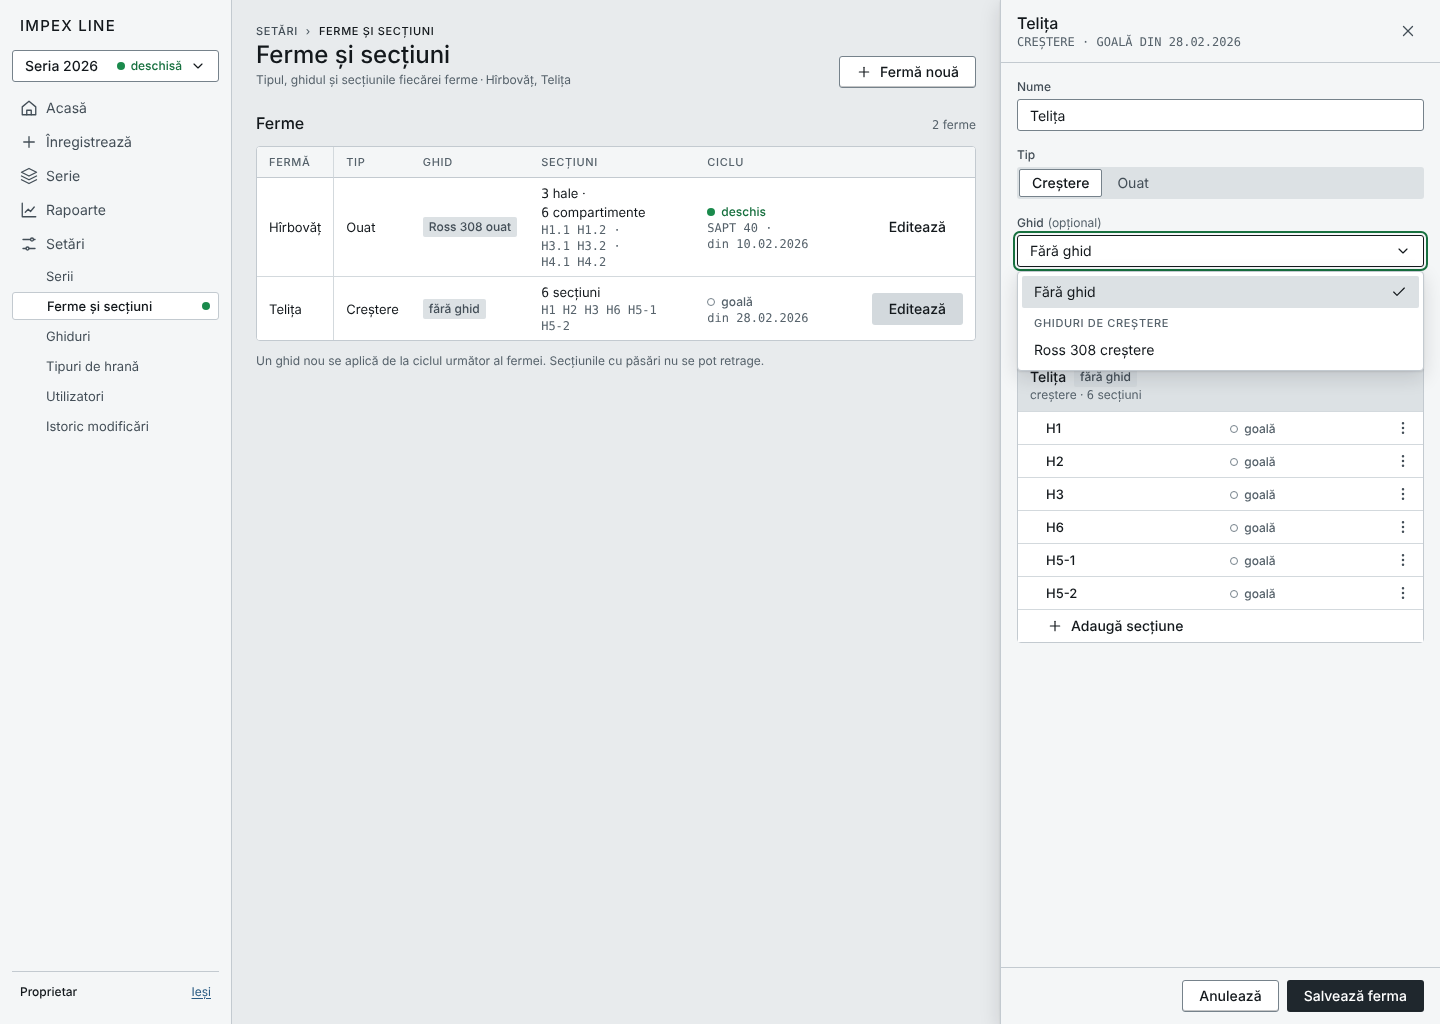 IMPEX LINE
Seria 2026 deschisă
Acasă
Înregistrează
Serie
Rapoarte
Setări
Serii
Ferme și secțiuni
Ghiduri
Tipuri de hrană
Utilizatori
Istoric modificări
Proprietar Ieși
SETĂRI › FERME ȘI SECȚIUNI
Ferme și secțiuni
Tipul, ghidul și secțiunile fiecărei ferme · Hîrbovăț, Telița
+ Fermă nouă
Ferme 2 ferme
FERMĂ TIP GHID SECȚIUNI CICLU
Hîrbovăț Ouat Ross 308 ouat
3 hale ·
6 compartimente
H1.1 H1.2 ·
H3.1 H3.2 ·
H4.1 H4.2
deschis
SĂPT 40 ·
din 10.02.2026
Editează
Telița Creștere fără ghid
6 secțiuni
H1 H2 H3 H6 H5-1
H5-2
goală
din 28.02.2026
Editează
Un ghid nou se aplică de la ciclul următor al fermei. Secțiunile cu păsări nu se pot retrage.
Telița
CREȘTERE · GOALĂ DIN 28.02.2026
Nume
Telița
Tip
Creștere Ouat
Ghid (opțional)
Fără ghid
Fără ghid
GHIDURI DE CREȘTERE
Ross 308 creștere
Telița fără ghid
creștere · 6 secțiuni
H1 goală
H2 goală
H3 goală
H6 goală
H5-1 goală
H5-2 goală
+ Adaugă secțiune
Anulează Salvează ferma